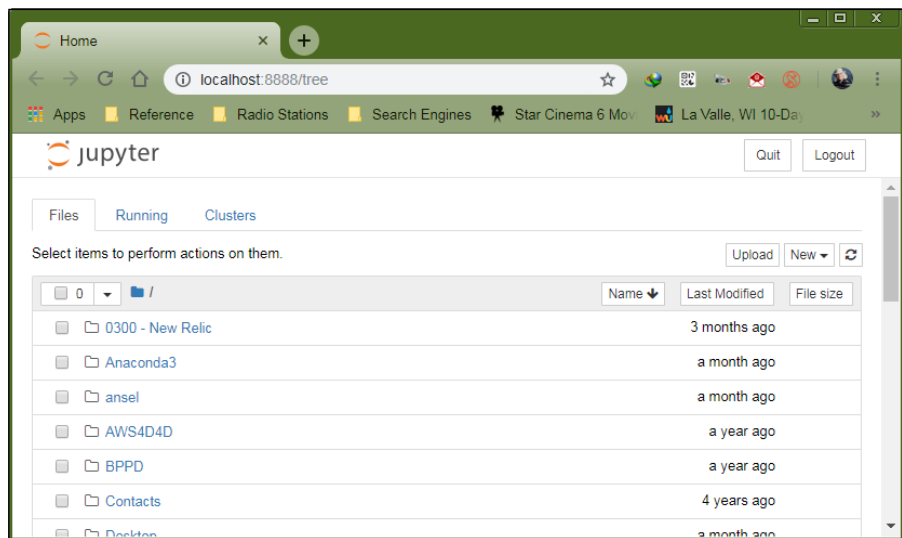 Home
localhost:8888/tree
Apps Reference Radio Stations Search Engines Star Cinema 6 Mov La Valle, WI 10-Day
jupyter Quit Logout
Files Running Clusters
Select items to perform actions on them. Upload New
0 / Name Last Modified File size
0300 - New Relic 3 months ago
Anaconda3 a month ago
ansel a month ago
AWS4D4D a year ago
BPPD a year ago
Contacts 4 years ago
Desktop a month ago